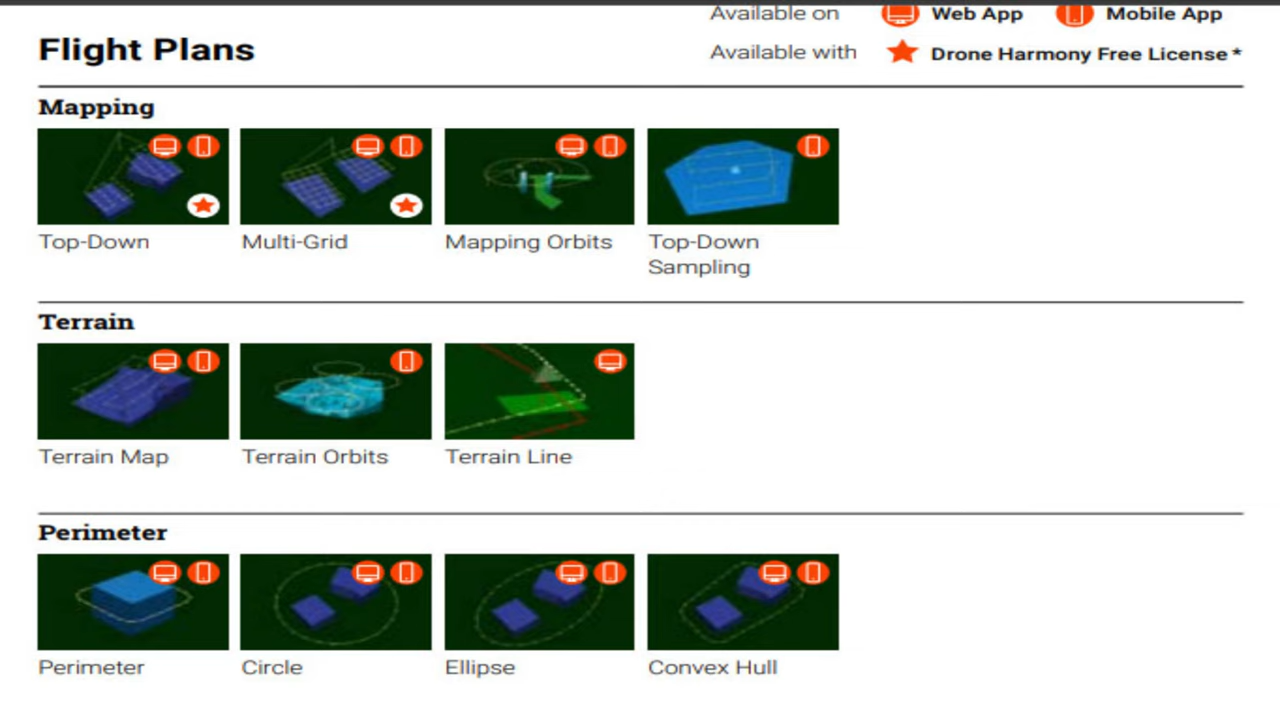 Available on Web App Mobile App
Flight Plans
Available with Drone Harmony Free License*
Mapping
Top-Down Multi-Grid Mapping Orbits Top-Down
Sampling
Terrain
Terrain Map Terrain Orbits Terrain Line
Perimeter
Perimeter Circle Ellipse Convex Hull